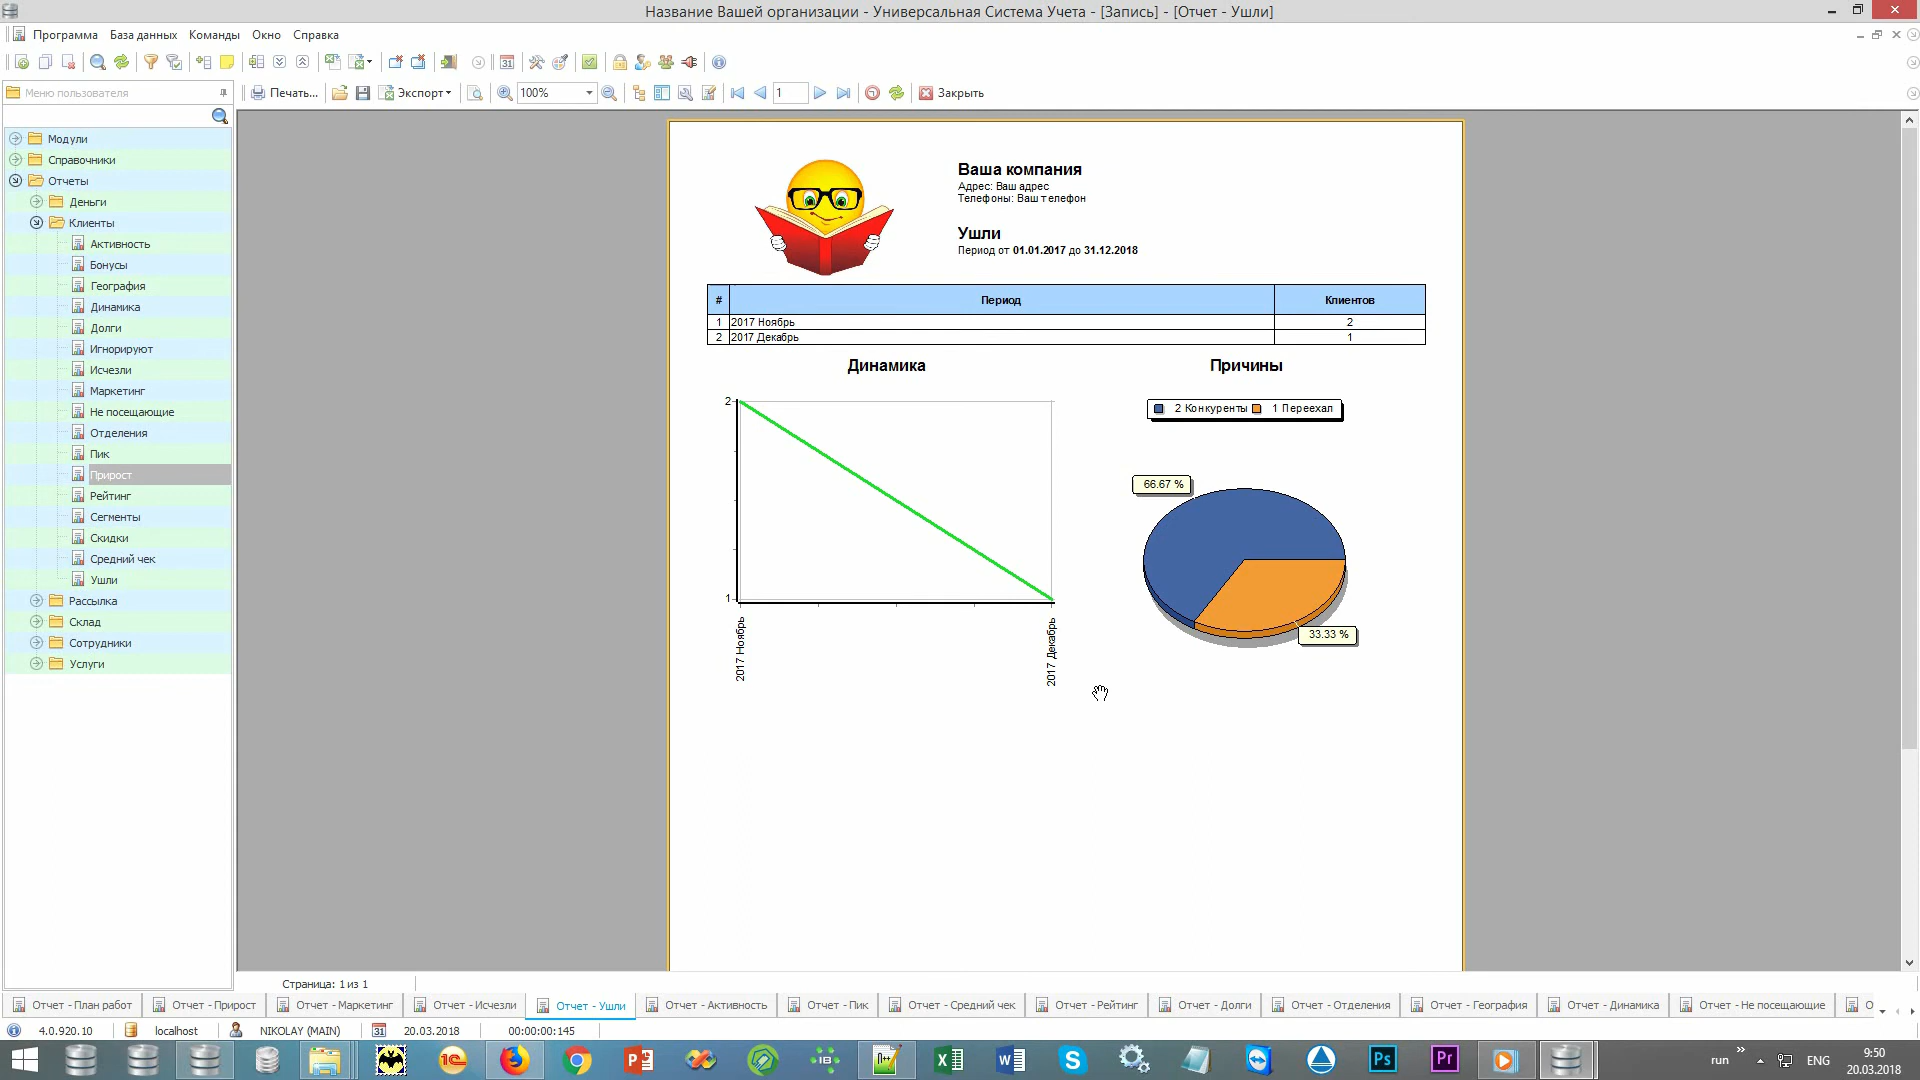 Название Вашей организации - Универсальная Система Учета - [Запись] - [Отчет - Ушли]
Программа База данных Команды Окно Справка
Меню пользователя
Печать... Экспорт 100% 1 Закрыть
Модули
Справочники
Отчеты
Деньги
Клиенты
Активность
Бонусы
География
Динамика
Долги
Игнорируют
Исчезли
Маркетинг
Не посещающие
Отделения
Пик
Прирост
Рейтинг
Сегменты
Скидки
Средний чек
Ушли
Рассылка
Склад
Сотрудники
Услуги
Ваша компания
Адрес: Ваш адрес
Телефоны: Ваш телефон
Ушли
Период от 01.01.2017 до 31.12.2018
# Период Клиентов
1 2017 Ноябрь 2
2 2017 Декабрь 1
Динамика
2
1
2017 Ноябрь
2017 Декабрь
Причины
2 Конкуренты 1 Переехал
66.67 %
33.33 %
Страница: 1 из 1
Отчет - План работ Отчет - Прирост Отчет - Маркетинг Отчет - Исчезли Отчет - Ушли Отчет - Активность Отчет - Пик Отчет - Средний чек Отчет - Рейтинг Отчет - Долги Отчет - Отделения Отчет - География Отчет - Динамика Отчет - Не посещающие О
4.0.920.10 localhost NIKOLAY (MAIN) 31 20.03.2018 00:00:00:145
run ENG 9:50
20.03.2018